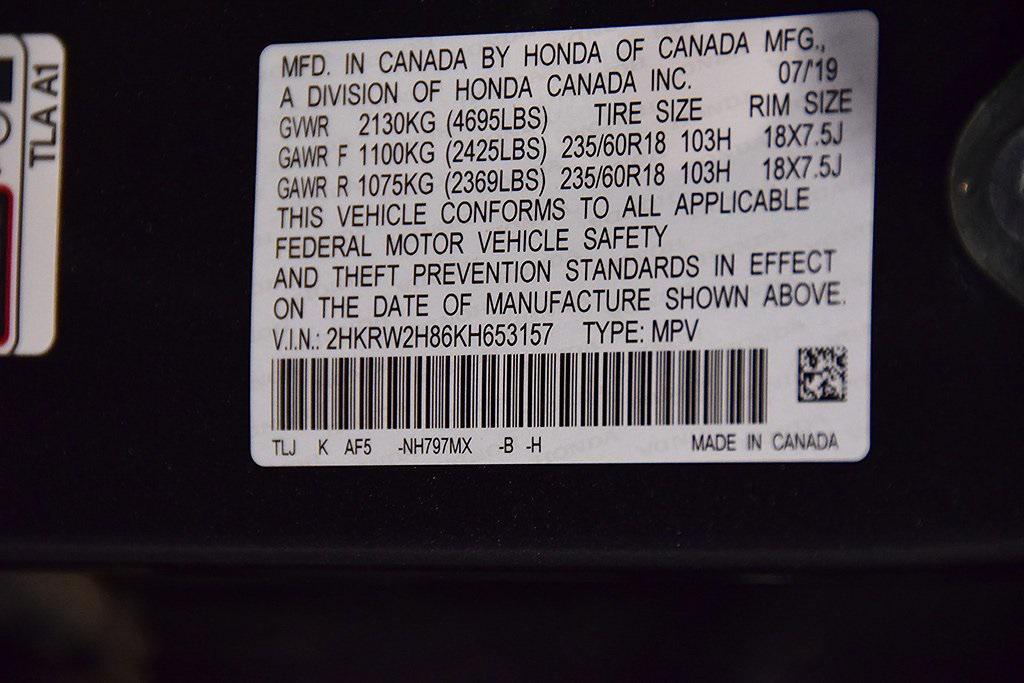 TLA A1
MFD. IN CANADA BY HONDA OF CANADA MFG.,
A DIVISION OF HONDA CANADA INC. 07/'19
GVWR 2130KG (4695LBS) TIRE SIZE RIM SIZE
GAWR F 1100KG (2425LBS) 235/60R18 103H 18X7.5J
GAWR R 1075KG (2369LBS) 235/60R18 103H 18X7.5J
THIS VEHICLE CONFORMS TO ALL APPLICABLE
FEDERAL MOTOR VEHICLE SAFETY
AND THEFT PREVENTION STANDARDS IN EFFECT
ON THE DATE OF MANUFACTURE SHOWN ABOVE.
V.I.N.: 2HKRW2H86KH653157 TYPE: MPV
TLJ K AF5 -NH797MX -B -H MADE IN CANADA